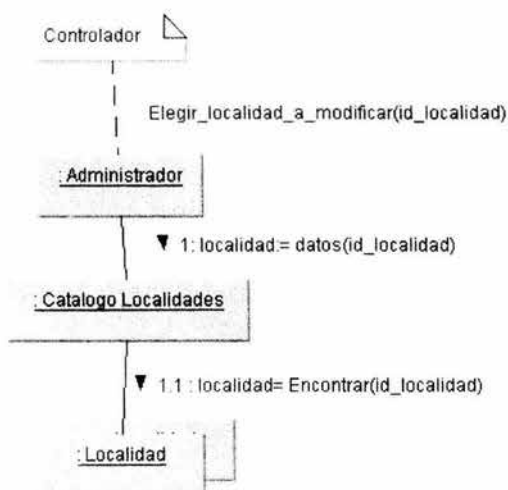 Controlador
Elegir_localidad_a_modificar(id_localidad)
: Administrador
1: localidad:= datos(id_localidad)
: Catalogo Localidades
1.1 : localidad= Encontrar(id_localidad)
: Localidad